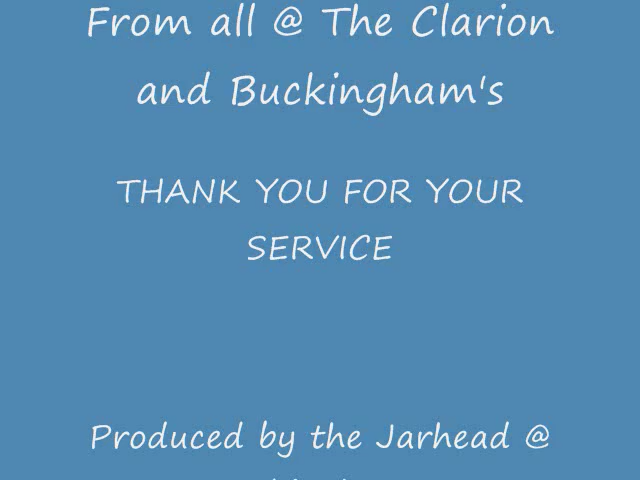 From all @ The Clarion
and Buckingham's
THANK YOU FOR YOUR
SERVICE
Produced by the Jarhead @